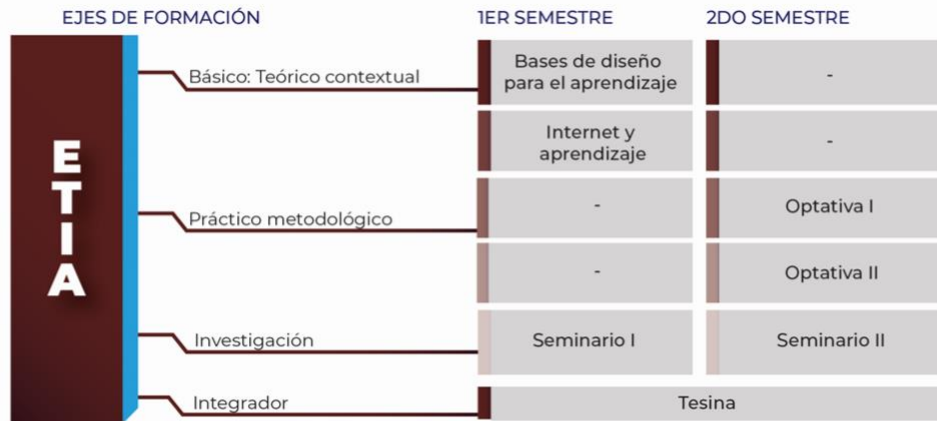 EJES DE FORMACIÓN 1ER SEMESTRE 2DO SEMESTRE
ETIA
Básico: Teórico contextual
Bases de diseño
para el aprendizaje
-
Internet y
aprendizaje
-
Práctico metodológico
-
Optativa I
-
Optativa II
Investigación
Seminario I
Seminario II
Integrador
Tesina